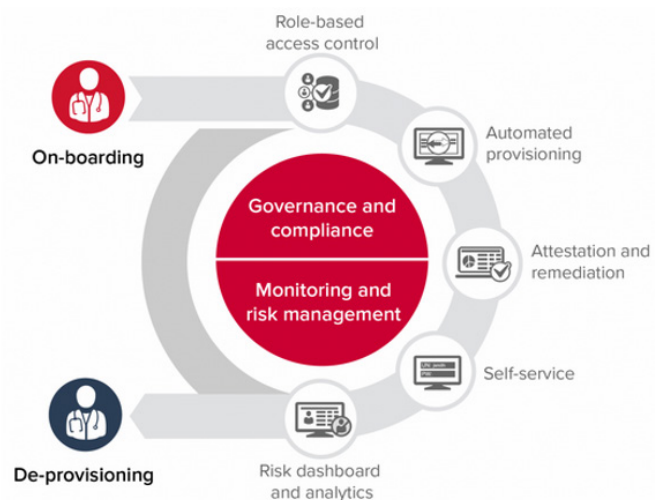 Role-based
access control
On-boarding
Automated
provisioning
Governance and
compliance
Attestation and
remediation
Monitoring and
risk management
Self-service
De-provisioning
Risk dashboard
and analytics